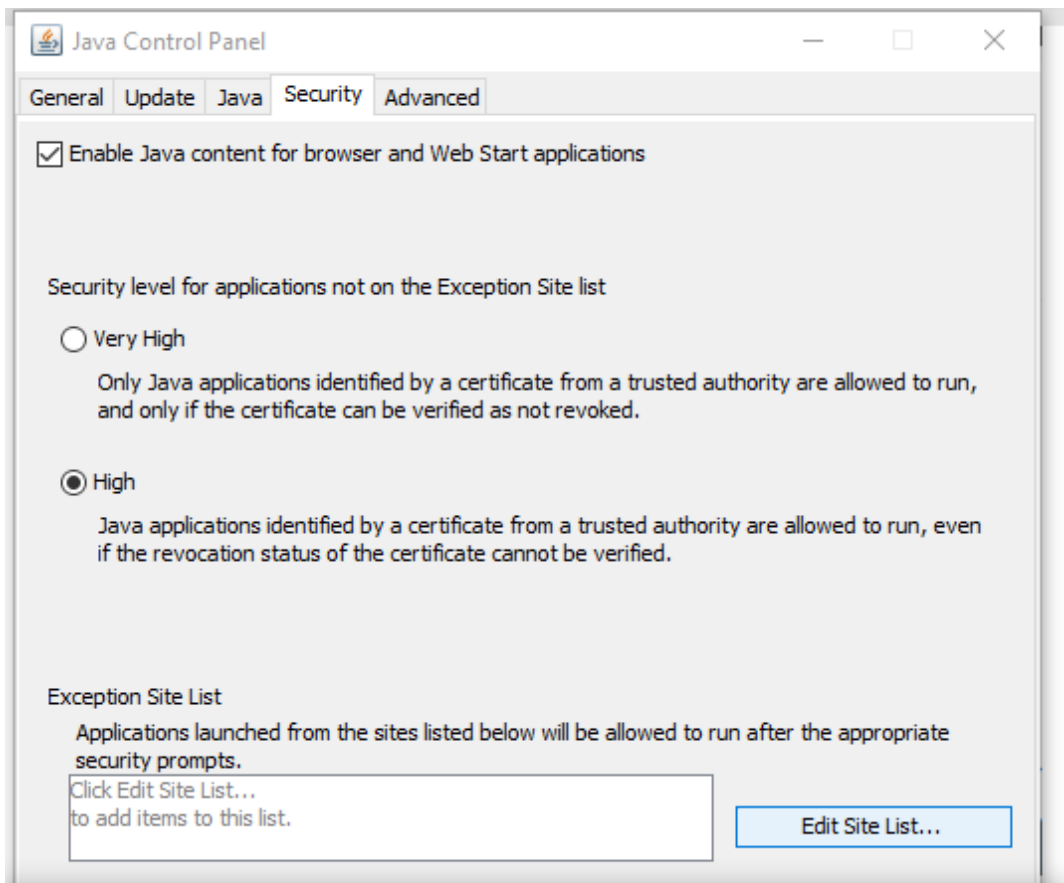 Java Control Panel
General Update Java Security Advanced
Enable Java content for browser and Web Start applications
Security level for applications not on the Exception Site list
Very High
Only Java applications identified by a certificate from a trusted authority are allowed to run,
and only if the certificate can be verified as not revoked.
High
Java applications identified by a certificate from a trusted authority are allowed to run, even
if the revocation status of the certificate cannot be verified.
Exception Site List
Applications launched from the sites listed below will be allowed to run after the appropriate
security prompts.
Click Edit Site List...
to add items to this list.
Edit Site List...